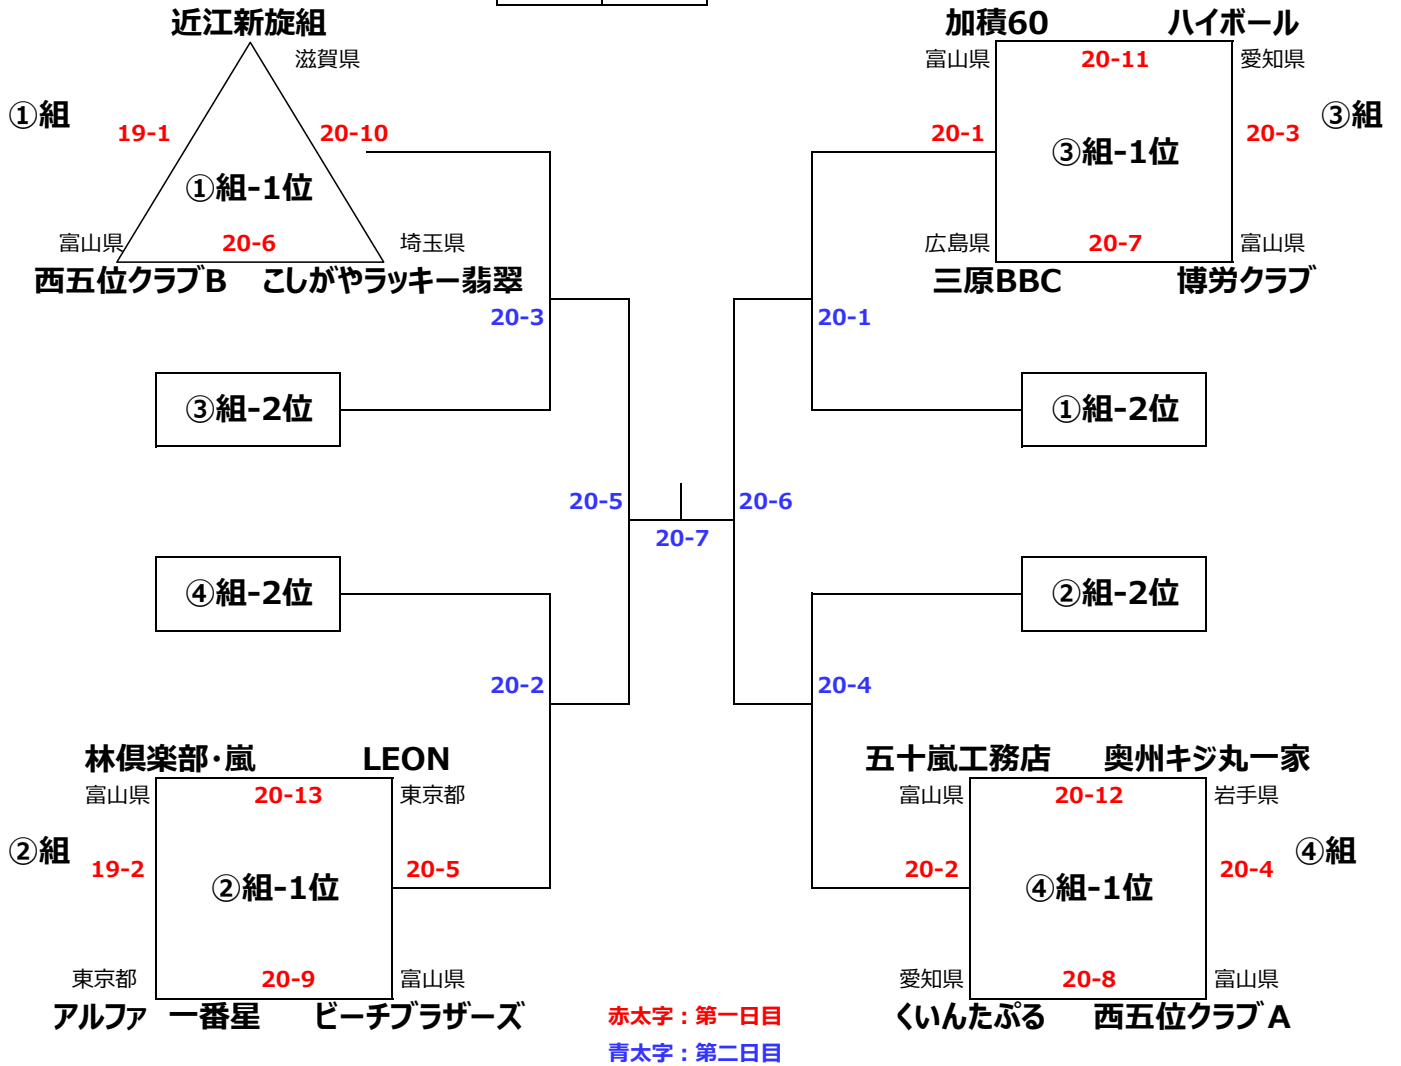 近江新旋組 加積60 ハイボール
滋賀県 富山県 20-11 愛知県
①組 19-1 20-10 20-1 ③組-1位 20-3 ③組
①組-1位
富山県 20-6 埼玉県 広島県 20-7 富山県
西五位クラブB こしがやラッキー翡翠 三原BBC 博労クラブ
20-3 20-1
③組-2位 ①組-2位
20-5 20-6
20-7
④組-2位 ②組-2位
20-2 20-4
林倶楽部・嵐 LEON 五十嵐工務店 奥州キジ丸一家
富山県 20-13 東京都 富山県 20-12 岩手県
②組 19-2 20-5 20-2 20-4 ④組
②組-1位 ④組-1位
東京都 20-9 富山県 愛知県 20-8 富山県
アルファ 一番星 ビーチブラザーズ くいんたぷる 西五位クラブA
赤太字：第一日目
青太字：第二日目